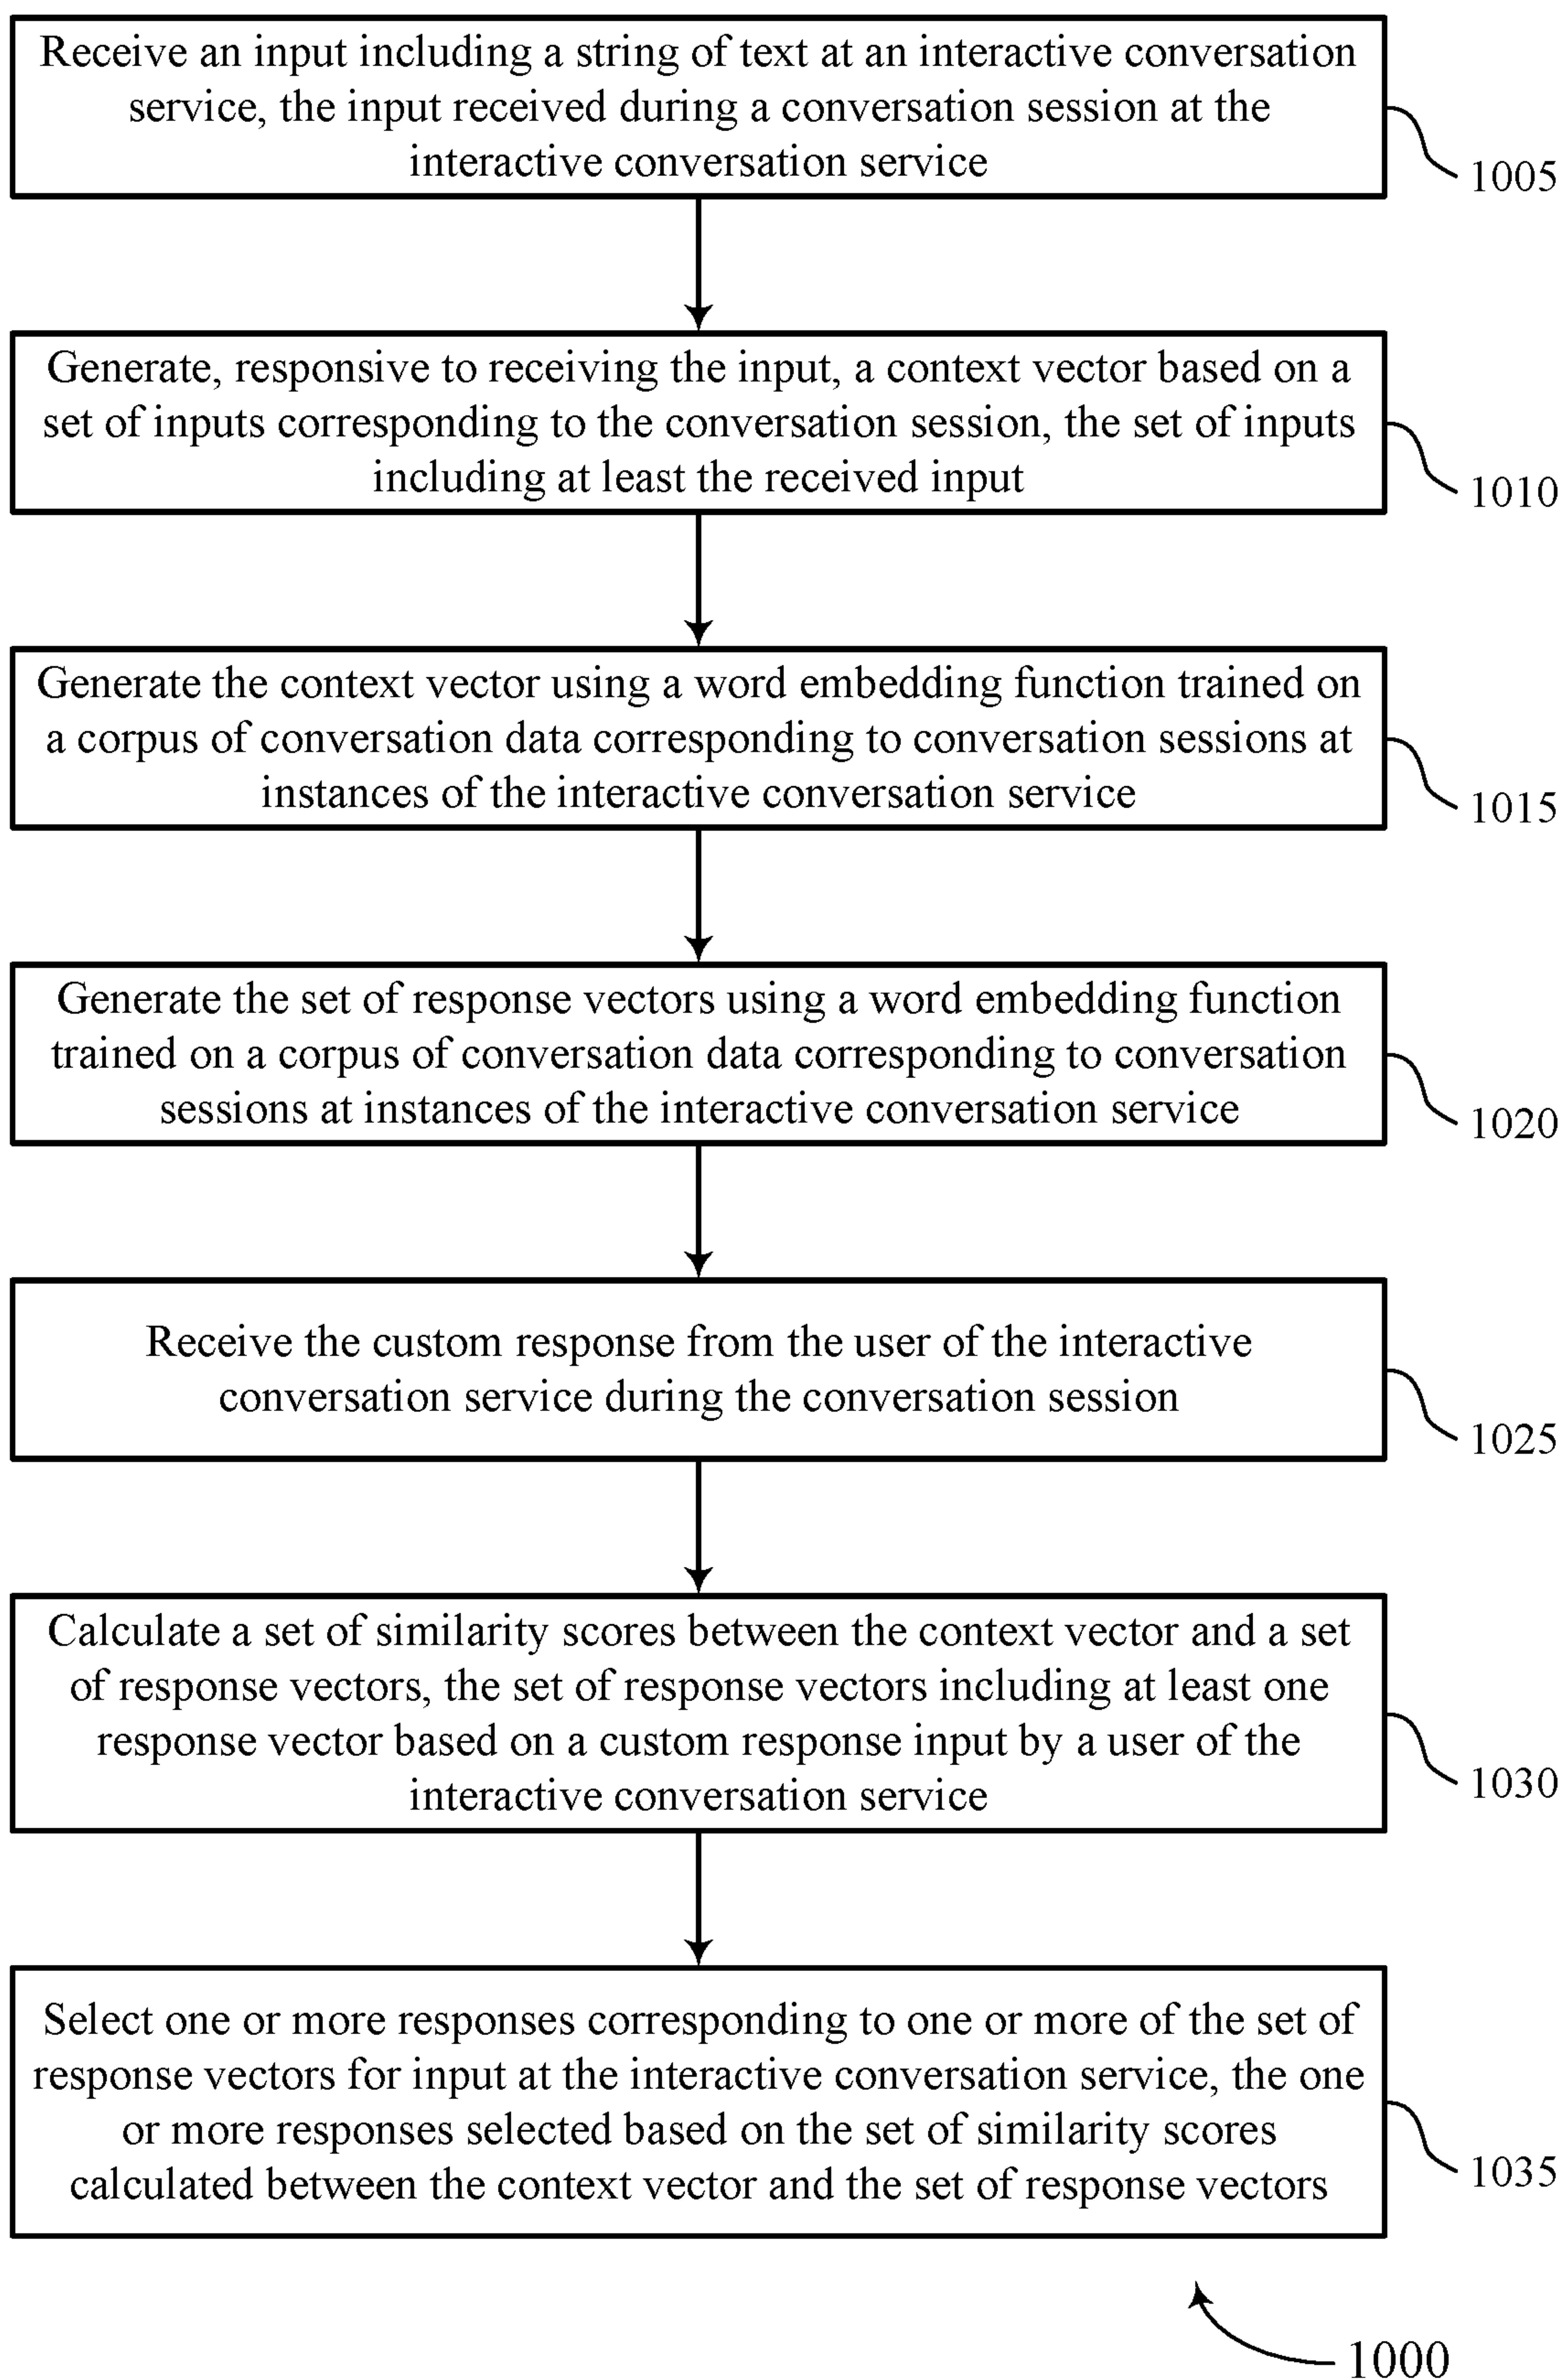 Receive an input including a string of text at an interactive conversation
service, the input received during a conversation session at the
interactive conversation service
1005
Generate, responsive to receiving the input, a context vector based on a
set of inputs corresponding to the conversation session, the set of inputs
including at least the received input
1010
Generate the context vector using a word embedding function trained on
a corpus of conversation data corresponding to conversation sessions at
instances of the interactive conversation service
1015
Generate the set of response vectors using a word embedding function
trained on a corpus of conversation data corresponding to conversation
sessions at instances of the interactive conversation service
1020
Receive the custom response from the user of the interactive
conversation service during the conversation session
1025
Calculate a set of similarity scores between the context vector and a set
of response vectors, the set of response vectors including at least one
response vector based on a custom response input by a user of the
interactive conversation service
1030
Select one or more responses corresponding to one or more of the set of
response vectors for input at the interactive conversation service, the one
or more responses selected based on the set of similarity scores
calculated between the context vector and the set of response vectors
1035
1000